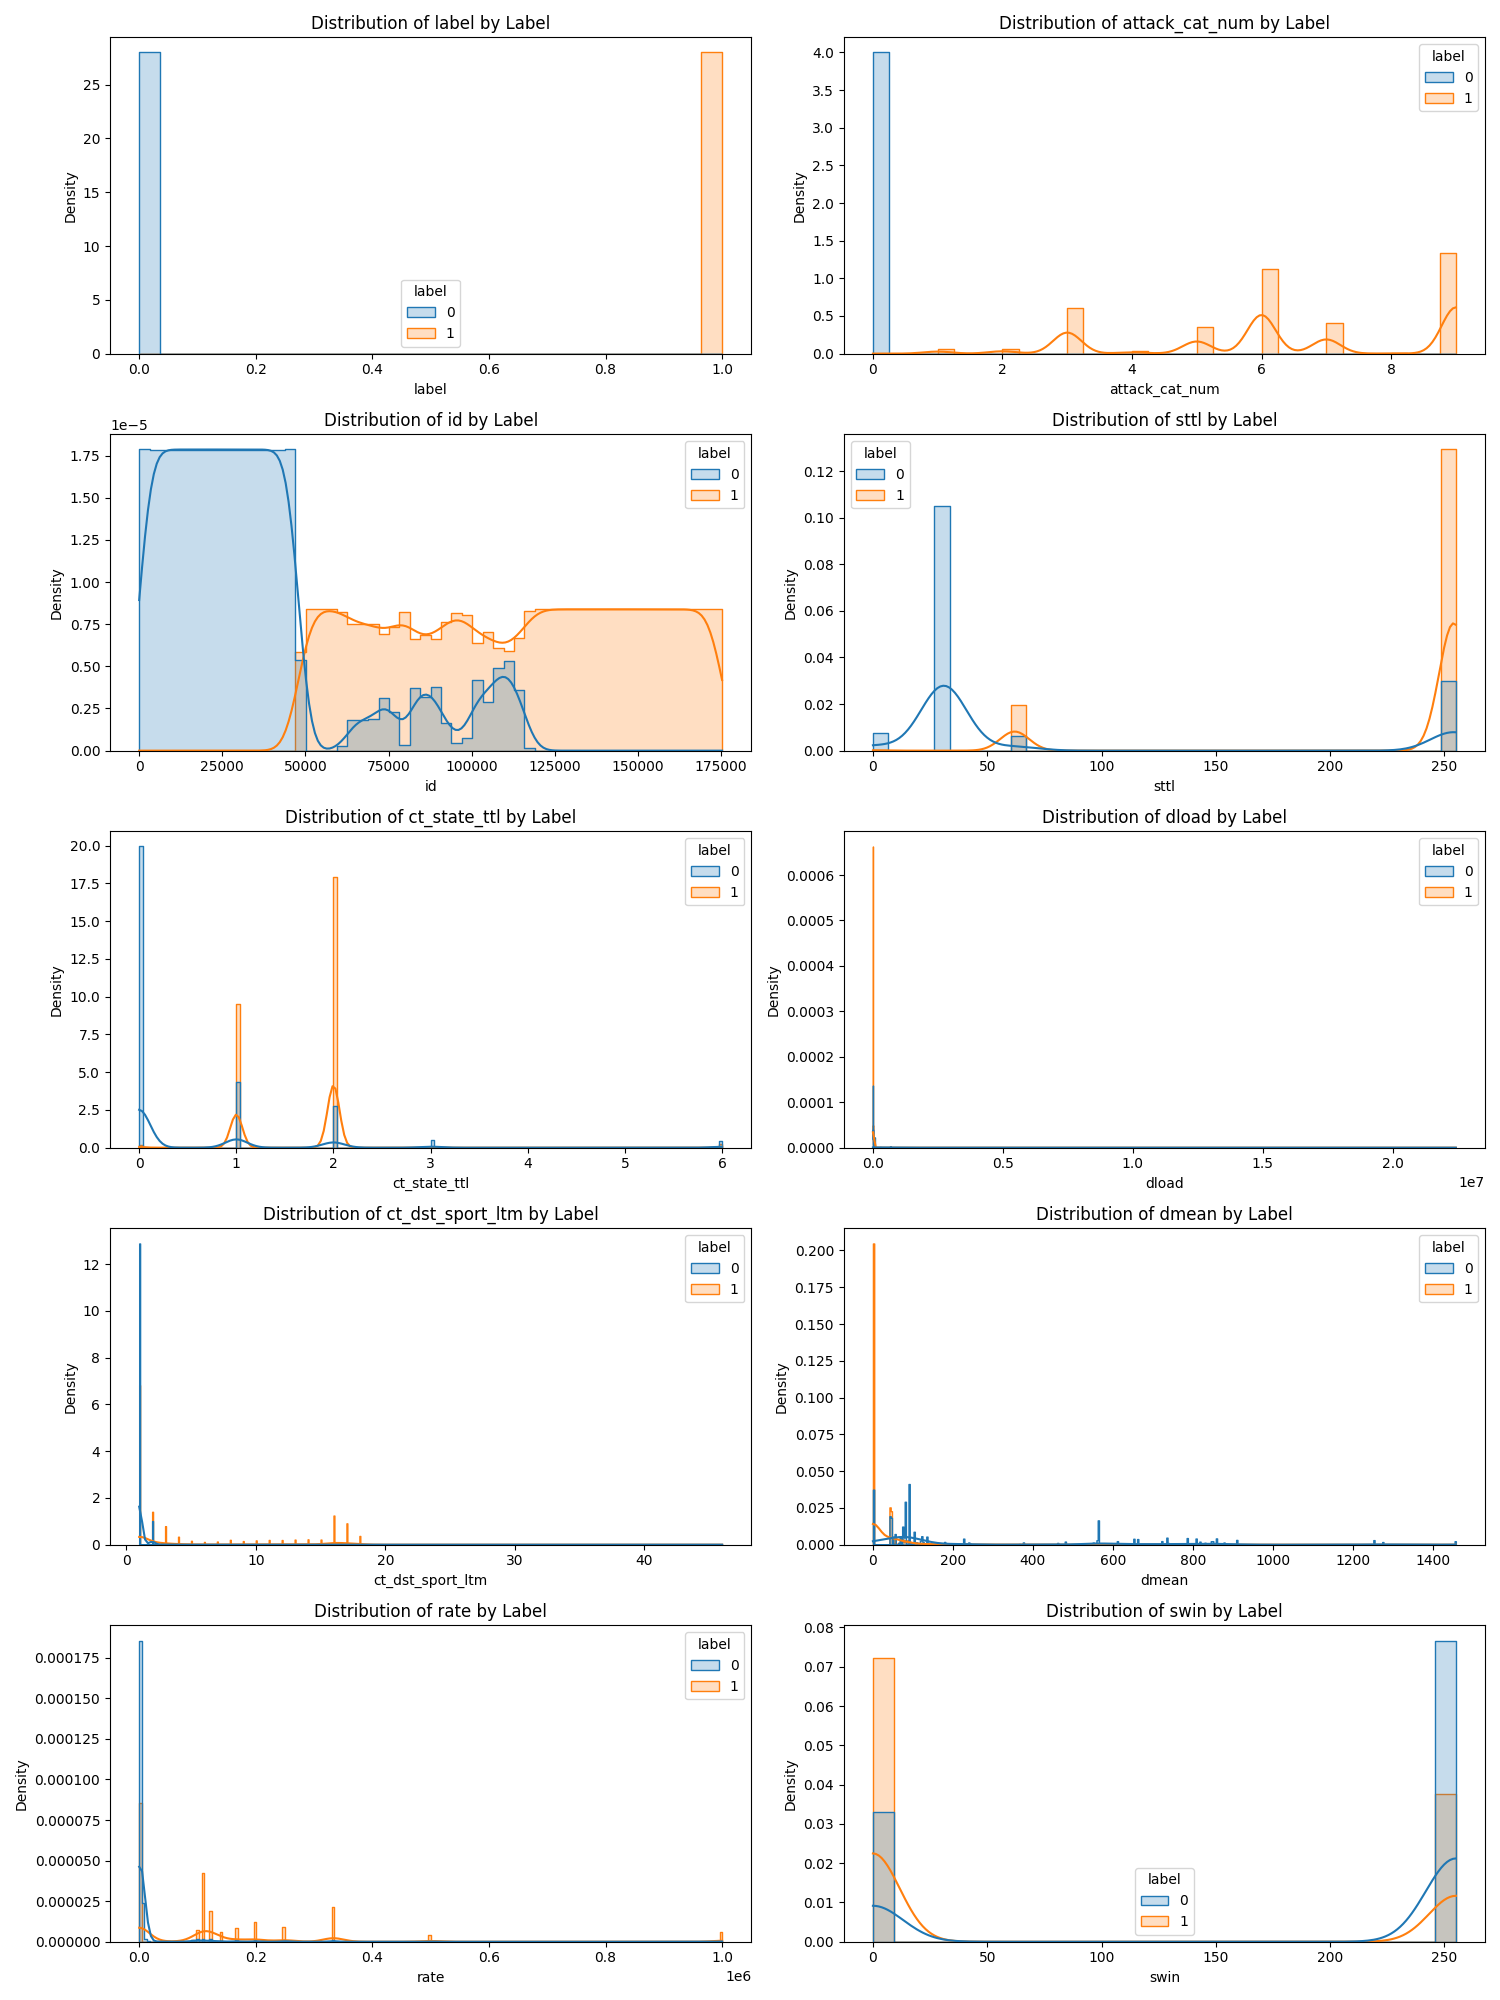 Distribution of label by Label
Density
25
20
15
10
5
0
label
0
1
0.0 0.2 0.4 0.6 0.8 1.0
label
Distribution of attack_cat_num by Label
Density
4.0
3.5
3.0
2.5
2.0
1.5
1.0
0.5
0.0
label
0
1
0 2 4 6 8
attack_cat_num
Distribution of id by Label
1e−5
Density
1.75
1.50
1.25
1.00
0.75
0.50
0.25
0.00
label
0
1
0 25000 50000 75000 100000 125000 150000 175000
id
Distribution of sttl by Label
Density
0.12
0.10
0.08
0.06
0.04
0.02
0.00
label
0
1
0 50 100 150 200 250
sttl
Distribution of ct_state_ttl by Label
Density
20.0
17.5
15.0
12.5
10.0
7.5
5.0
2.5
0.0
label
0
1
0 1 2 3 4 5 6
ct_state_ttl
Distribution of dload by Label
Density
0.0006
0.0005
0.0004
0.0003
0.0002
0.0001
0.0000
label
0
1
0.0 0.5 1.0 1.5 2.0
1e7
dload
Distribution of ct_dst_sport_ltm by Label
Density
12
10
8
6
4
2
0
label
0
1
0 10 20 30 40
ct_dst_sport_ltm
Distribution of dmean by Label
Density
0.200
0.175
0.150
0.125
0.100
0.075
0.050
0.025
0.000
label
0
1
0 200 400 600 800 1000 1200 1400
dmean
Distribution of rate by Label
Density
0.000175
0.000150
0.000125
0.000100
0.000075
0.000050
0.000025
0.000000
label
0
1
0.0 0.2 0.4 0.6 0.8 1.0
1e6
rate
Distribution of swin by Label
Density
0.08
0.07
0.06
0.05
0.04
0.03
0.02
0.01
0.00
label
0
1
0 50 100 150 200 250
swin